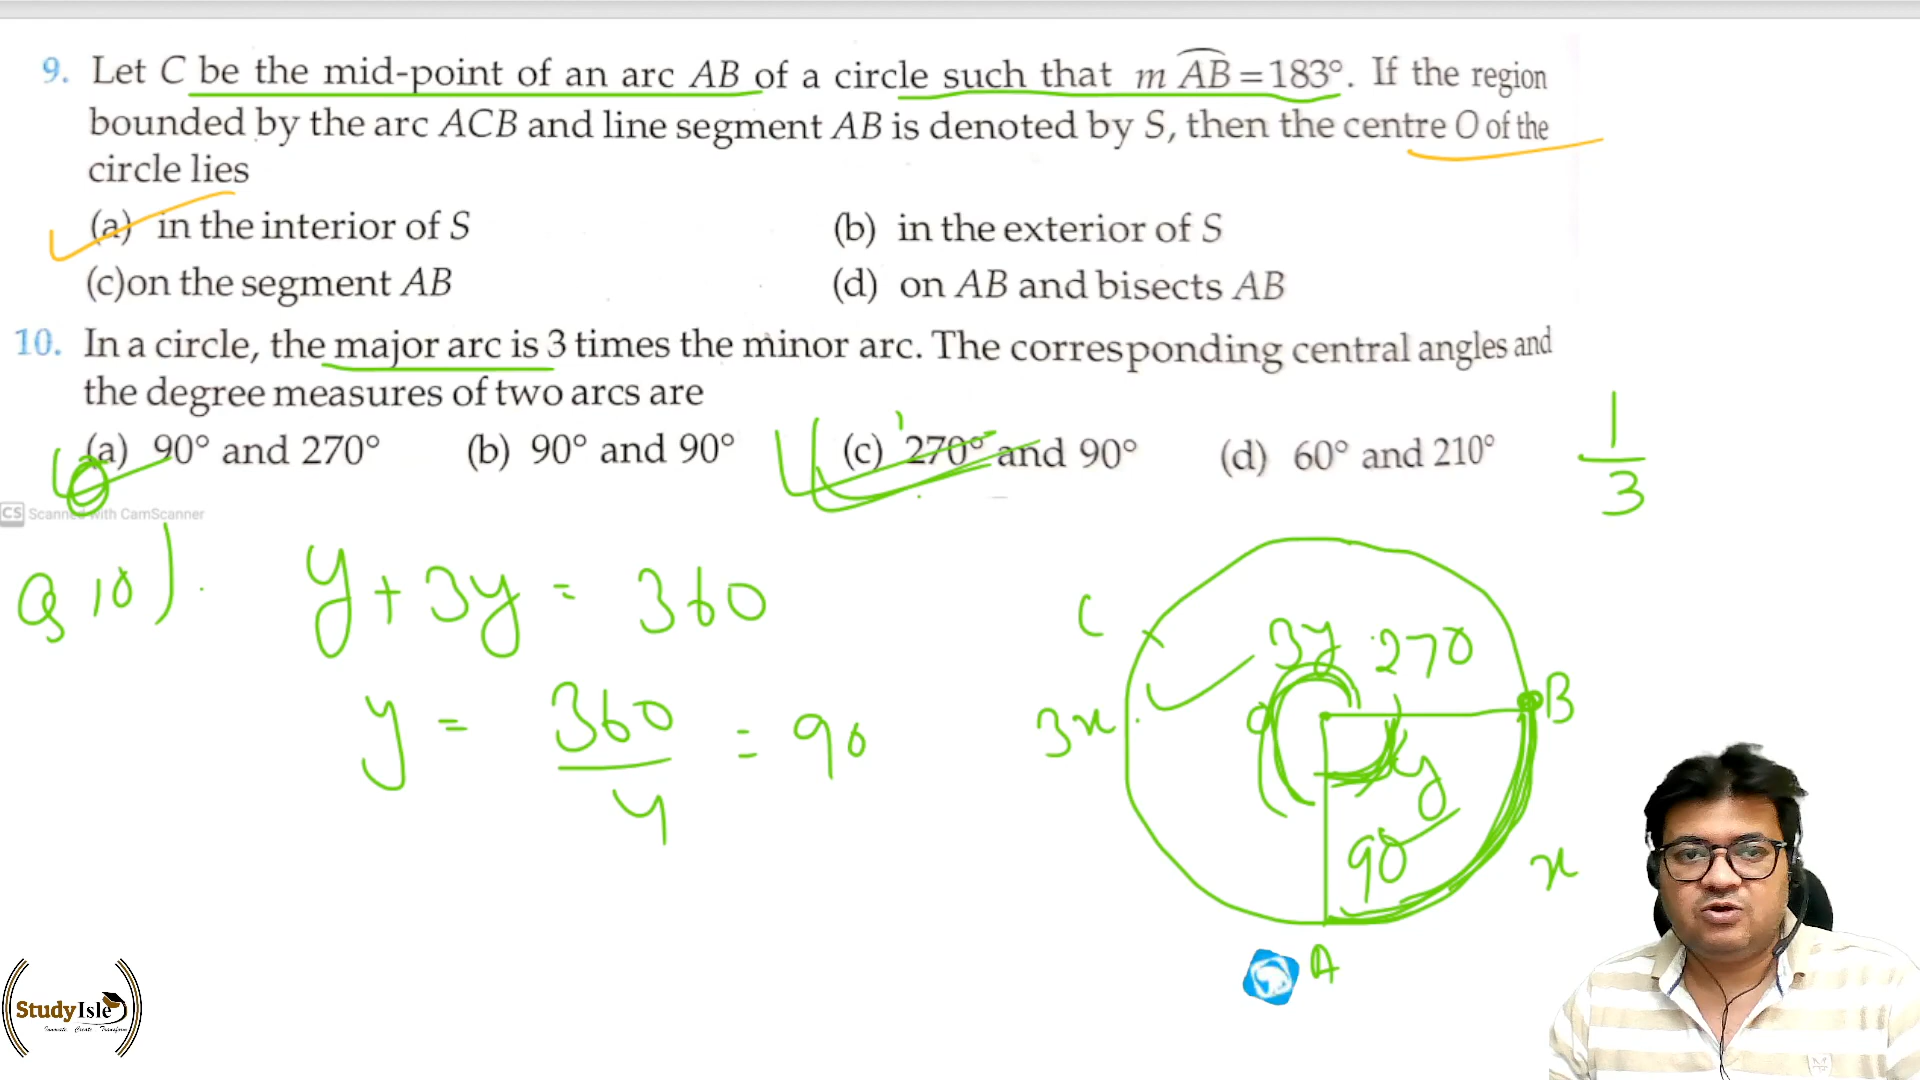 9. Let C be the mid-point of an arc AB of a circle such that m AB = 183°. If the region
bounded by the arc ACB and line segment AB is denoted by S, then the centre O of the
circle lies
(a) in the interior of S
(b) in the exterior of S
(c)on the segment AB
(d) on AB and bisects AB
10. In a circle, the major arc is 3 times the minor arc. The corresponding central angles and
the degree measures of two arcs are
(a) 90° and 270°
(b) 90° and 90°
(c) 270° and 90°
(d) 60° and 210°
1
3
CS Scanned with CamScanner
Q 10).
y + 3y = 360
y = 360 = 90
4
C
3y 270
3x
O
B
y
90
x
A
StudyIsle
Innovate. Create. Transform